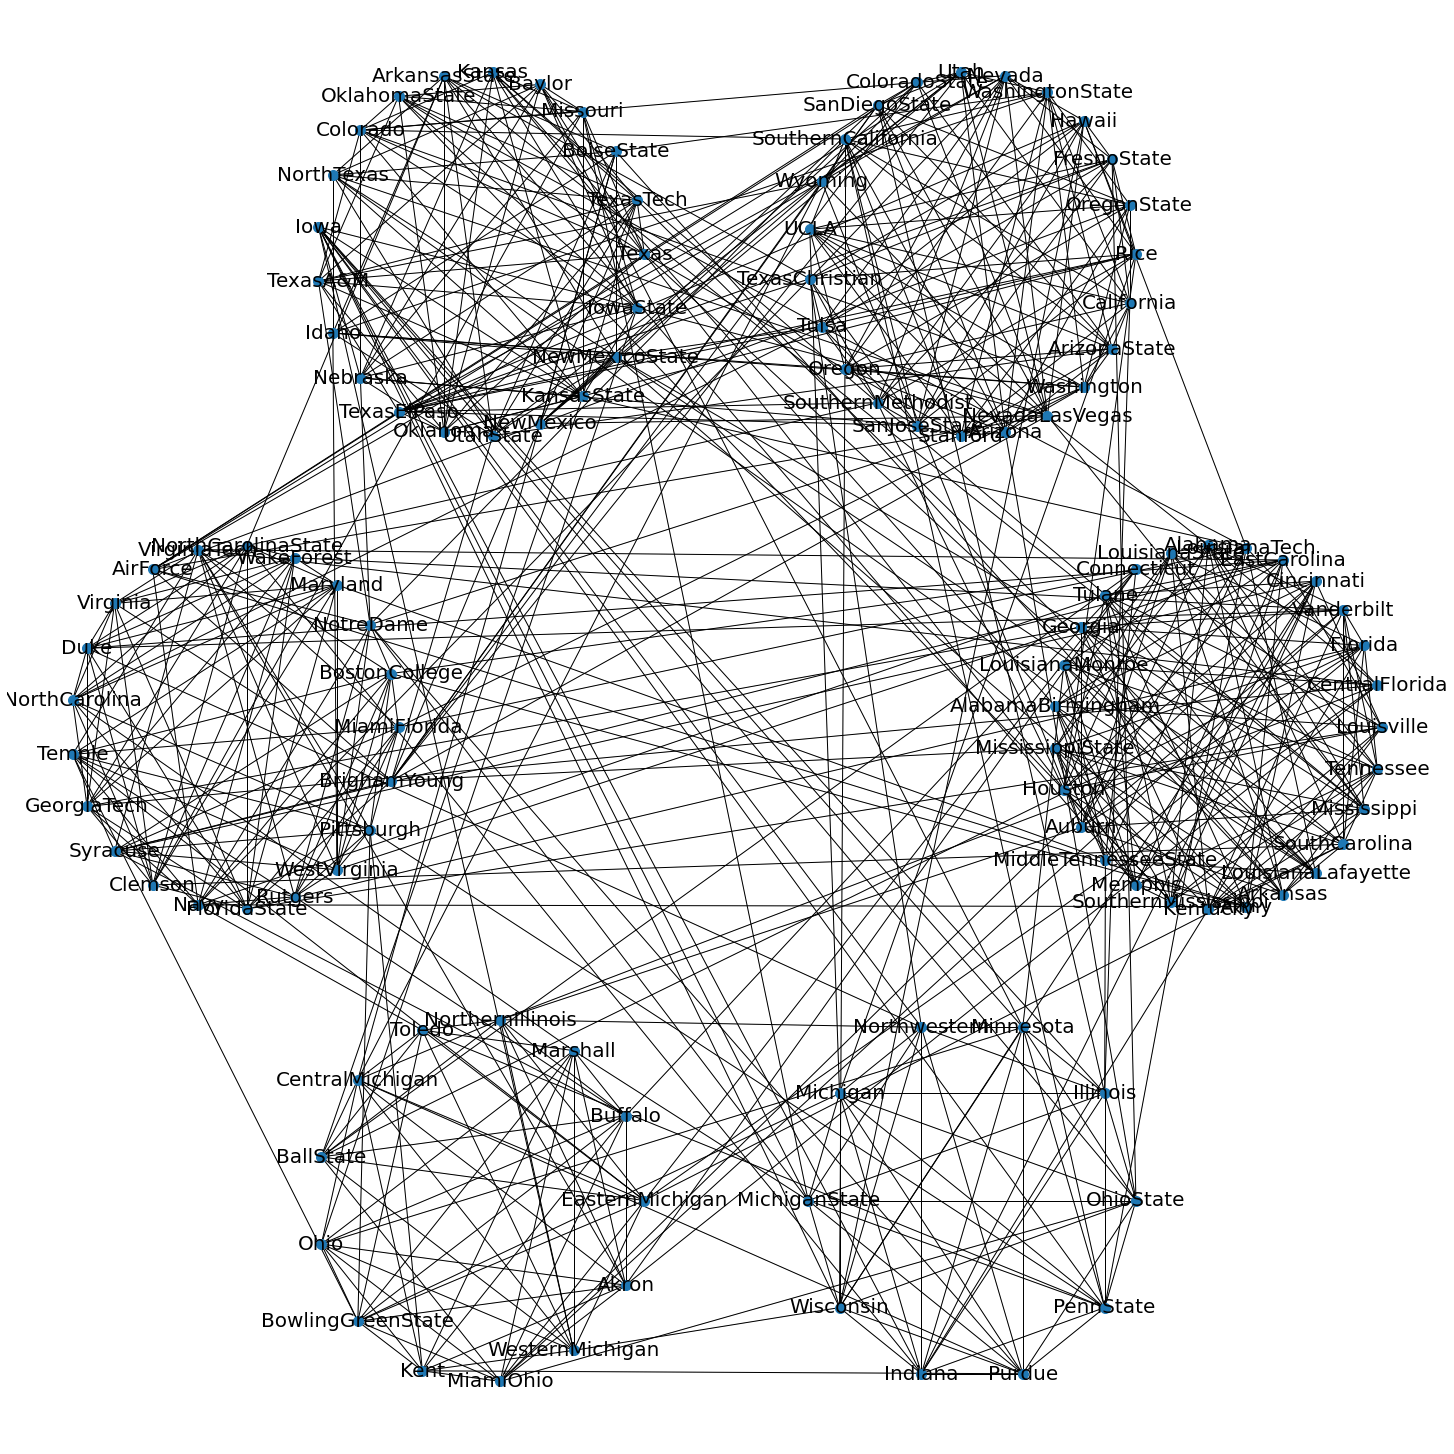 Kansas
ArkansasState
Baylor
OklahomaState
Missouri
Colorado
BoiseState
NorthTexas
TexasTech
Iowa
Texas
TexasA&M
IowaState
Idaho
NewMexicoState
Nebraska
KansasState
TexasElPaso
NewMexico
Oklahoma
UtahState
Utah
Nevada
ColoradoState
WashingtonState
SanDiegoState
Hawaii
SouthernCalifornia
FresnoState
Wyoming
OregonState
UCLA
Rice
TexasChristian
California
Tulsa
ArizonaState
Oregon
Washington
SouthernMethodist
NevadaLasVegas
SanJoseState
Arizona
Stanford
NorthCarolinaState
VirginiaTech
WakeForest
AirForce
Maryland
Virginia
NotreDame
Duke
BostonCollege
NorthCarolina
MiamiFlorida
Temple
BrighamYoung
GeorgiaTech
Pittsburgh
Syracuse
WestVirginia
Clemson
Rutgers
Navy
FloridaState
Alabama
LouisianaTech
LouisianaState
EastCarolina
Connecticut
Cincinnati
Tulane
Vanderbilt
Georgia
Florida
LouisianaMonroe
CentralFlorida
AlabamaBirmingham
Louisville
MississippiState
Tennessee
Houston
Mississippi
Auburn
SouthCarolina
MiddleTennesseeState
LouisianaLafayette
Memphis
Arkansas
SouthernMississippi
Army
Kentucky
NorthernIllinois
Toledo
Marshall
CentralMichigan
Buffalo
BallState
EasternMichigan
Ohio
Akron
BowlingGreenState
WesternMichigan
Kent
MiamiOhio
Northwestern
Minnesota
Michigan
Illinois
MichiganState
OhioState
Wisconsin
PennState
Indiana
Purdue